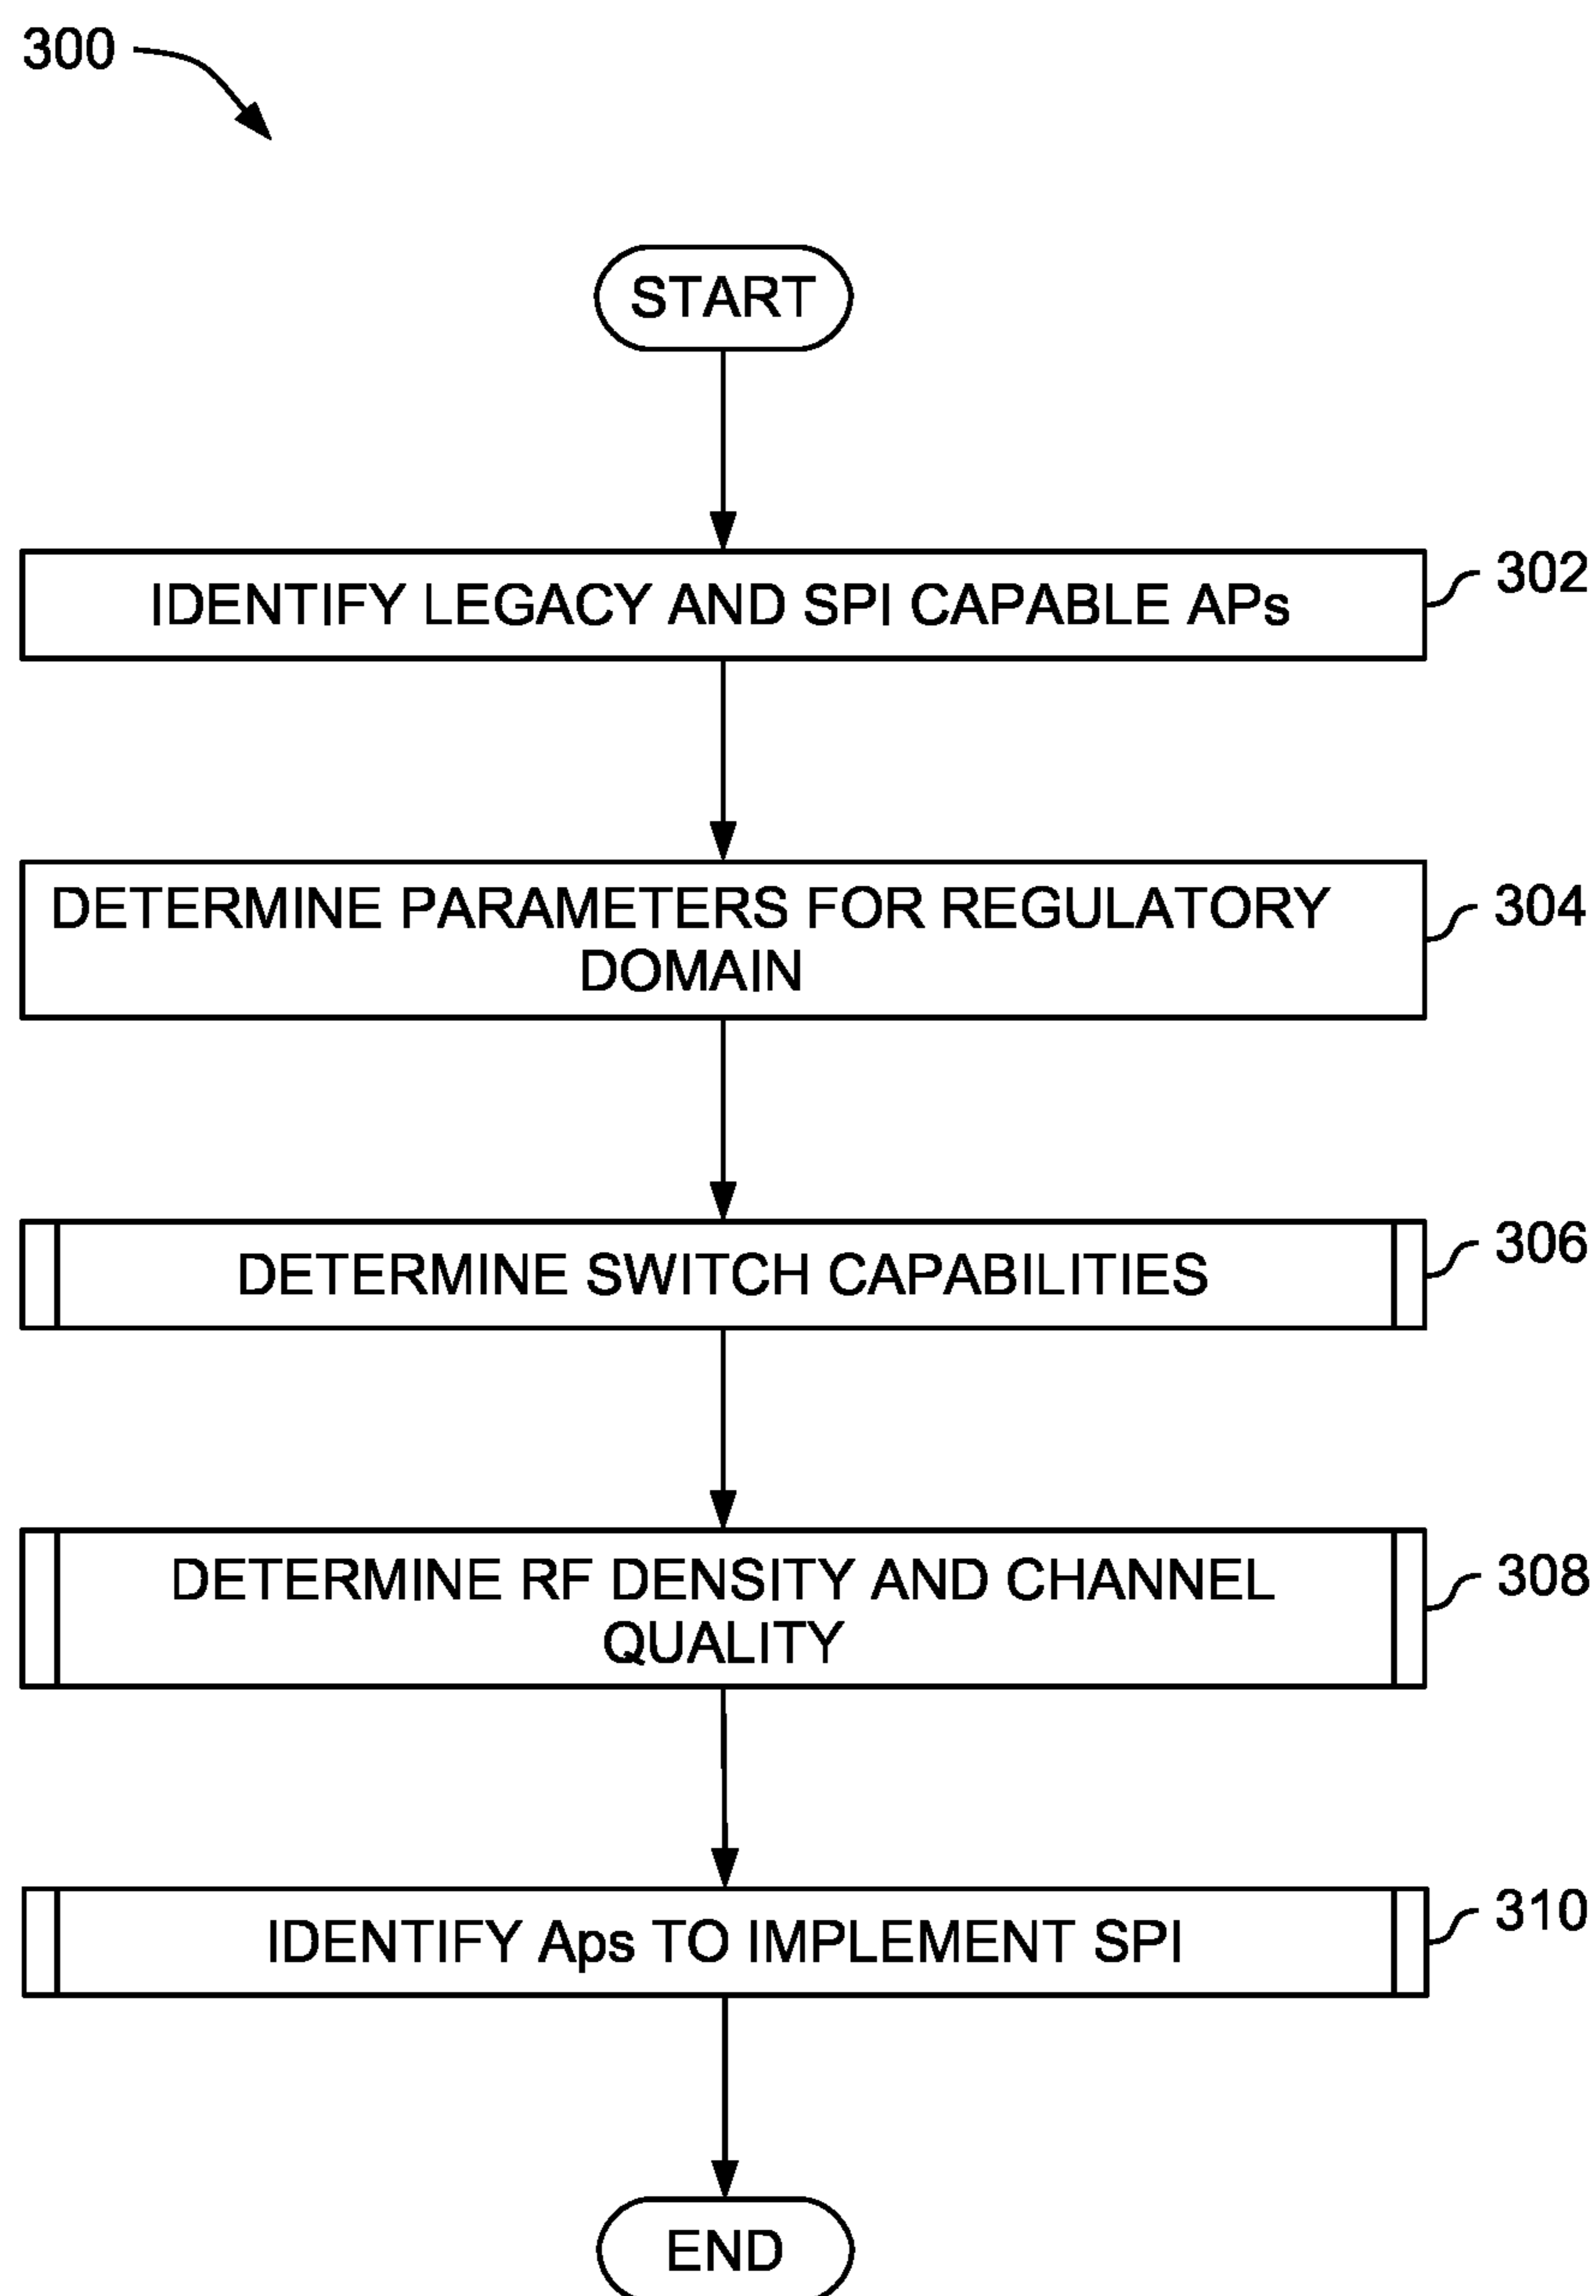 300
START
IDENTIFY LEGACY AND SPI CAPABLE APs
302
DETERMINE PARAMETERS FOR REGULATORY
DOMAIN
304
DETERMINE SWITCH CAPABILITIES
306
DETERMINE RF DENSITY AND CHANNEL
QUALITY
308
IDENTIFY Aps TO IMPLEMENT SPI
310
END